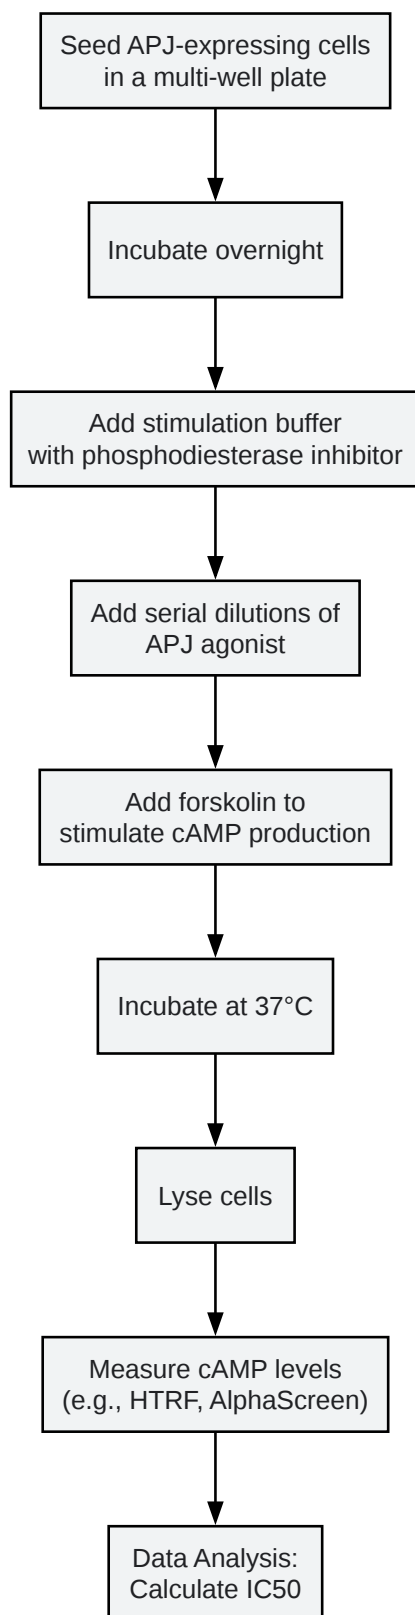 Seed APJ-expressing cells
in a multi-well plate
Incubate overnight
Add stimulation buffer
with phosphodiesterase inhibitor
Add serial dilutions of
APJ agonist
Add forskolin to
stimulate cAMP production
Incubate at 37°C
Lyse cells
Measure cAMP levels
(e.g., HTRF, AlphaScreen)
Data Analysis:
Calculate IC50